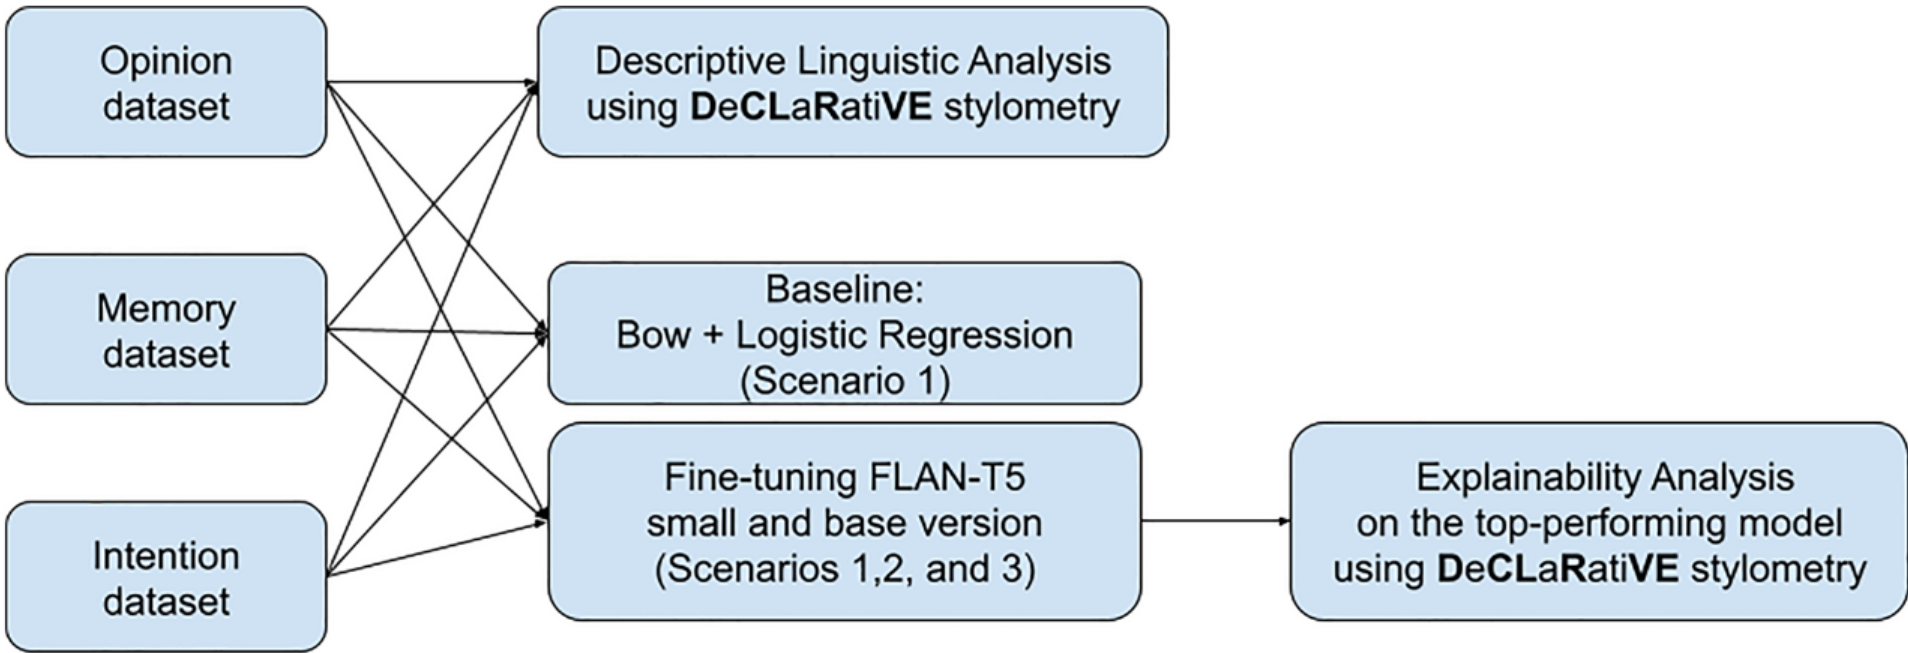 Opinion
dataset
Descriptive Linguistic Analysis
using DeCLaRatiVE stylometry
Memory
dataset
Baseline:
Bow + Logistic Regression
(Scenario 1)
Intention
dataset
Fine-tuning FLAN-T5
small and base version
(Scenarios 1,2, and 3)
Explainability Analysis
on the top-performing model
using DeCLaRatiVE stylometry